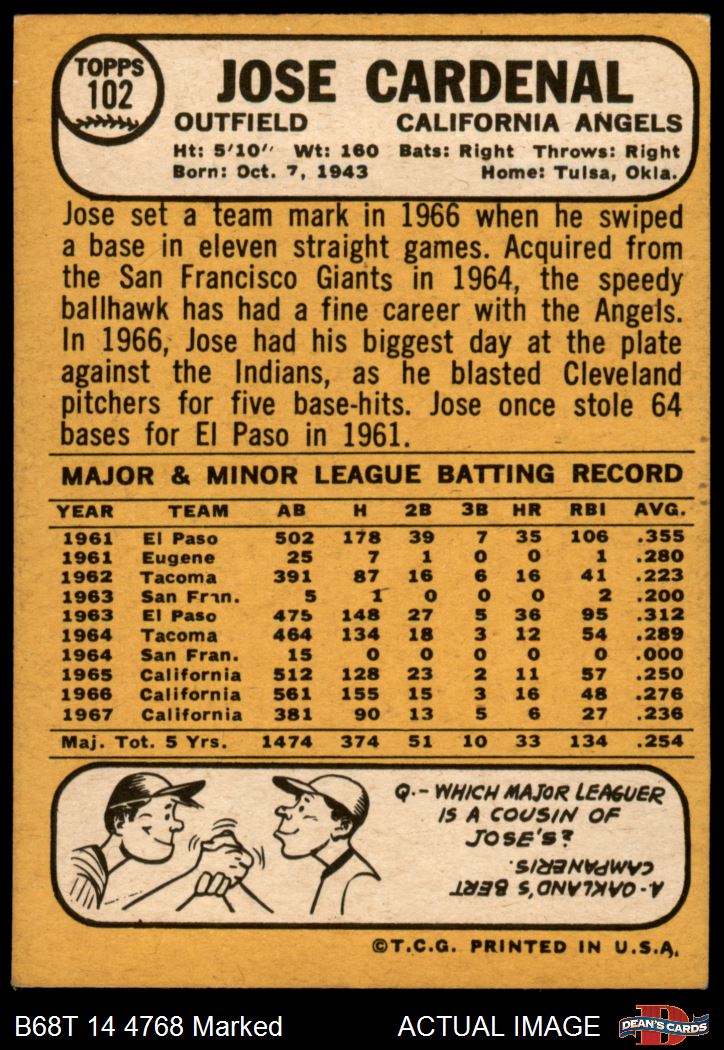 TOPPS
102
JOSE CARDENAL
OUTFIELD CALIFORNIA ANGELS
Ht: 5'10" Wt: 160 Bats: Right Throws: Right
Born: Oct. 7, 1943 Home: Tulsa, Okla.
Jose set a team mark in 1966 when he swiped
a base in eleven straight games. Acquired from
the San Francisco Giants in 1964, the speedy
ballhawk has had a fine career with the Angels.
In 1966, Jose had his biggest day at the plate
against the Indians, as he blasted Cleveland
pitchers for five base-hits. Jose once stole 64
bases for El Paso in 1961.
MAJOR & MINOR LEAGUE BATTING RECORD
YEAR TEAM AB H 2B 3B HR RBI AVG.
1961 El Paso 502 178 39 7 35 106 .355
1961 Eugene 25 7 1 0 0 1 .280
1962 Tacoma 391 87 16 6 16 41 .223
1963 San Fran. 5 1 0 0 0 2 .200
1963 El Paso 475 148 27 5 36 95 .312
1964 Tacoma 464 134 18 3 12 54 .289
1964 San Fran. 15 0 0 0 0 0 .000
1965 California 512 128 23 2 11 57 .250
1966 California 561 155 15 3 16 48 .276
1967 California 381 90 13 5 6 27 .236
Maj. Tot. 5 Yrs. 1474 374 51 10 33 134 .254
Q.- WHICH MAJOR LEAGUER
IS A COUSIN OF
JOSE'S?
A- OAKLAND'S BERT
CAMPANERIS.
©T.C.G. PRINTED IN U.S.A.
B68T 14 4768 Marked ACTUAL IMAGE
D
DEAN'S CARDS